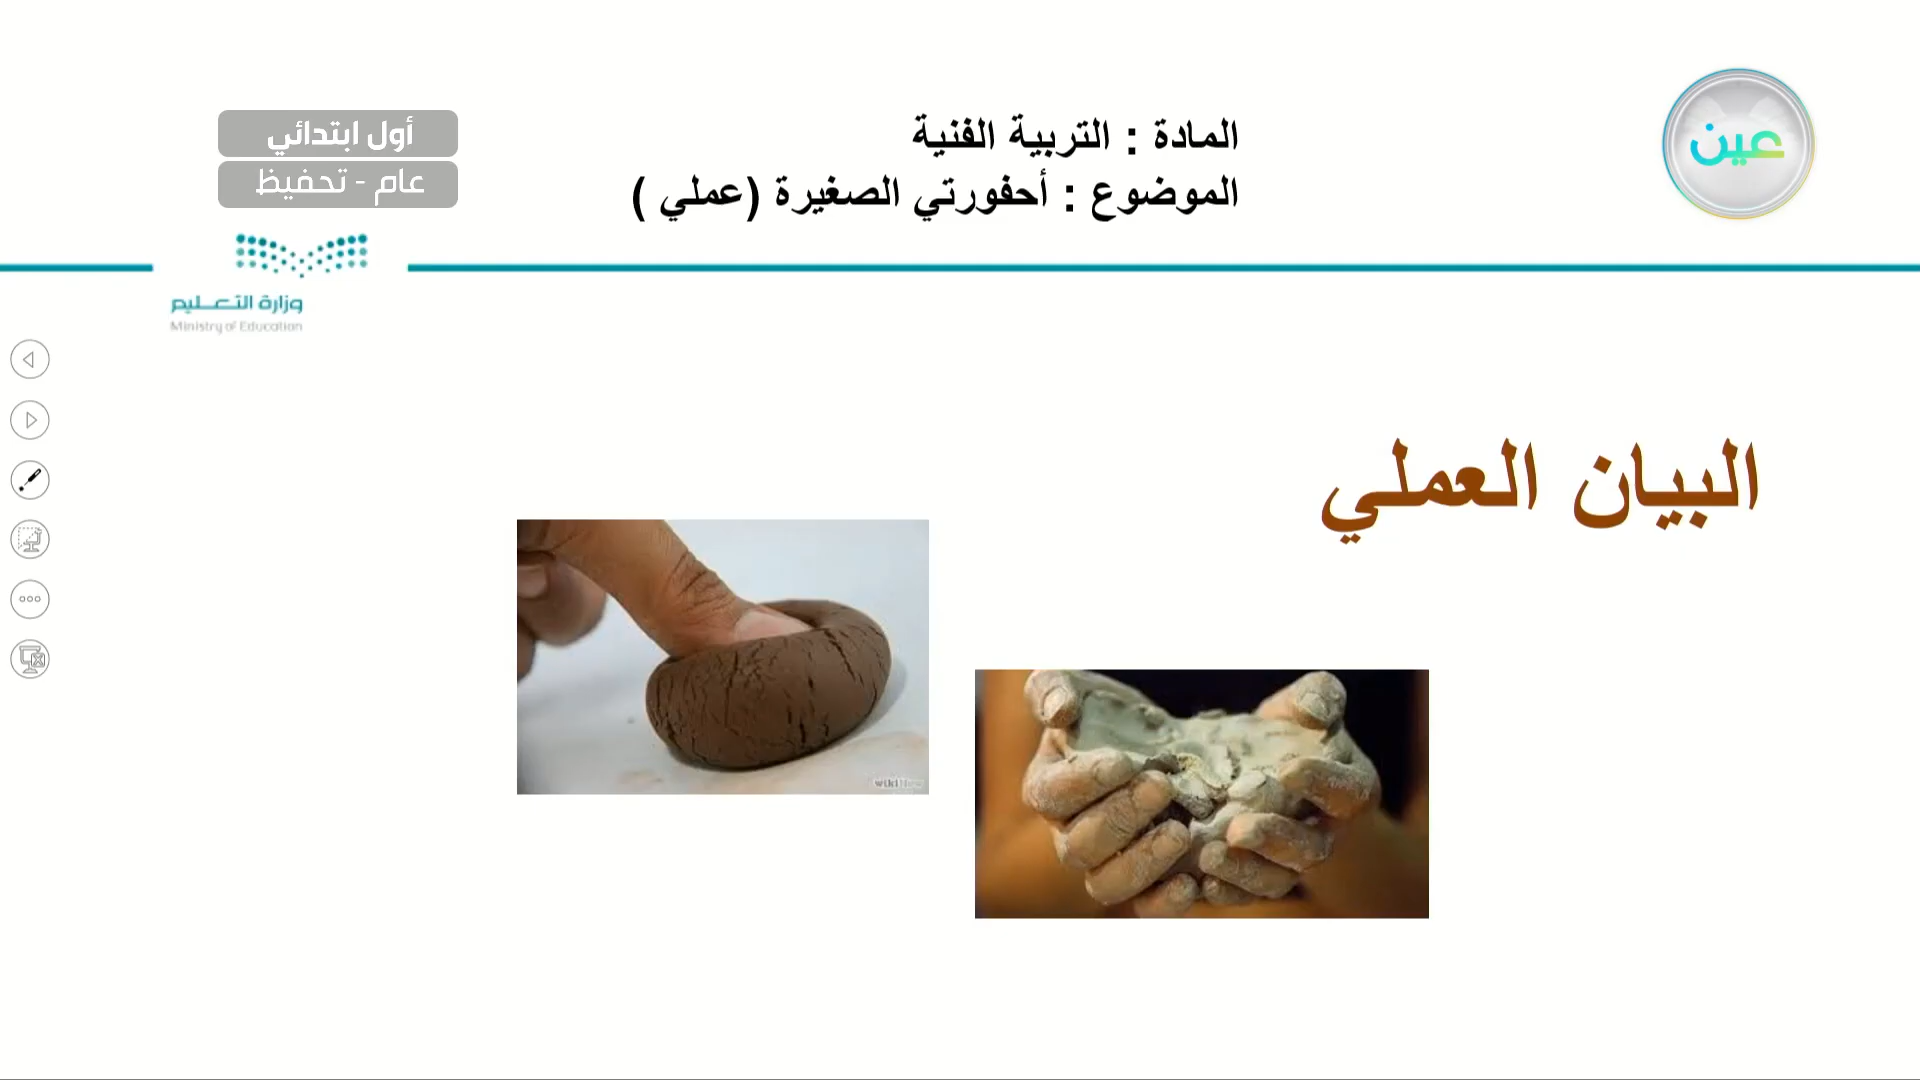 عين
المادة : التربية الفنية
الموضوع : أحفورتي الصغيرة (عملي )
أول ابتدائي
عام - تحفيظ
وزارة التعليم
Ministry of Education
البيان العملي
wikiHow